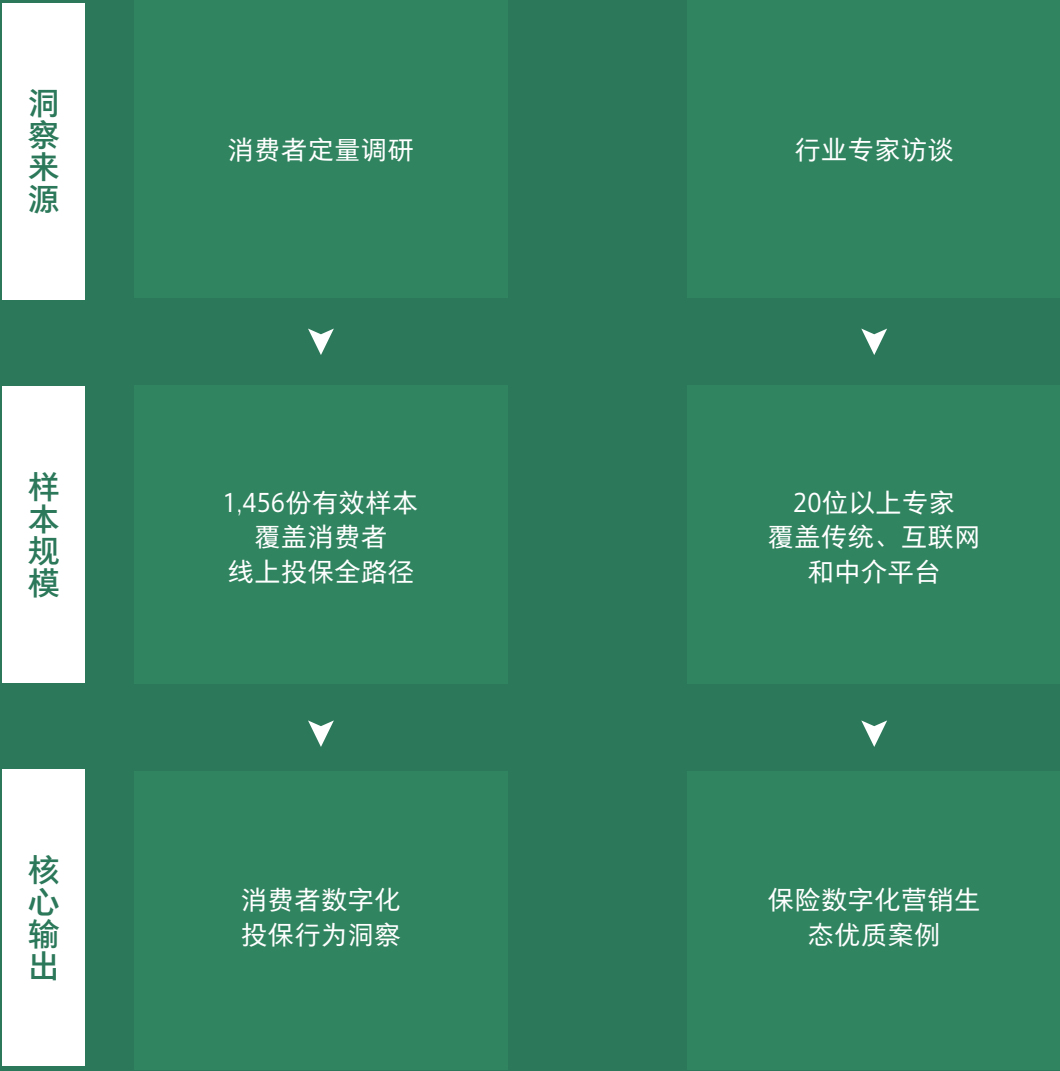 洞察来源
消费者定量调研
行业专家访谈
样本规模
1,456份有效样本
覆盖消费者
线上投保全路径
20位以上专家
覆盖传统、互联网
和中介平台
核心输出
消费者数字化
投保行为洞察
保险数字化营销生
态优质案例